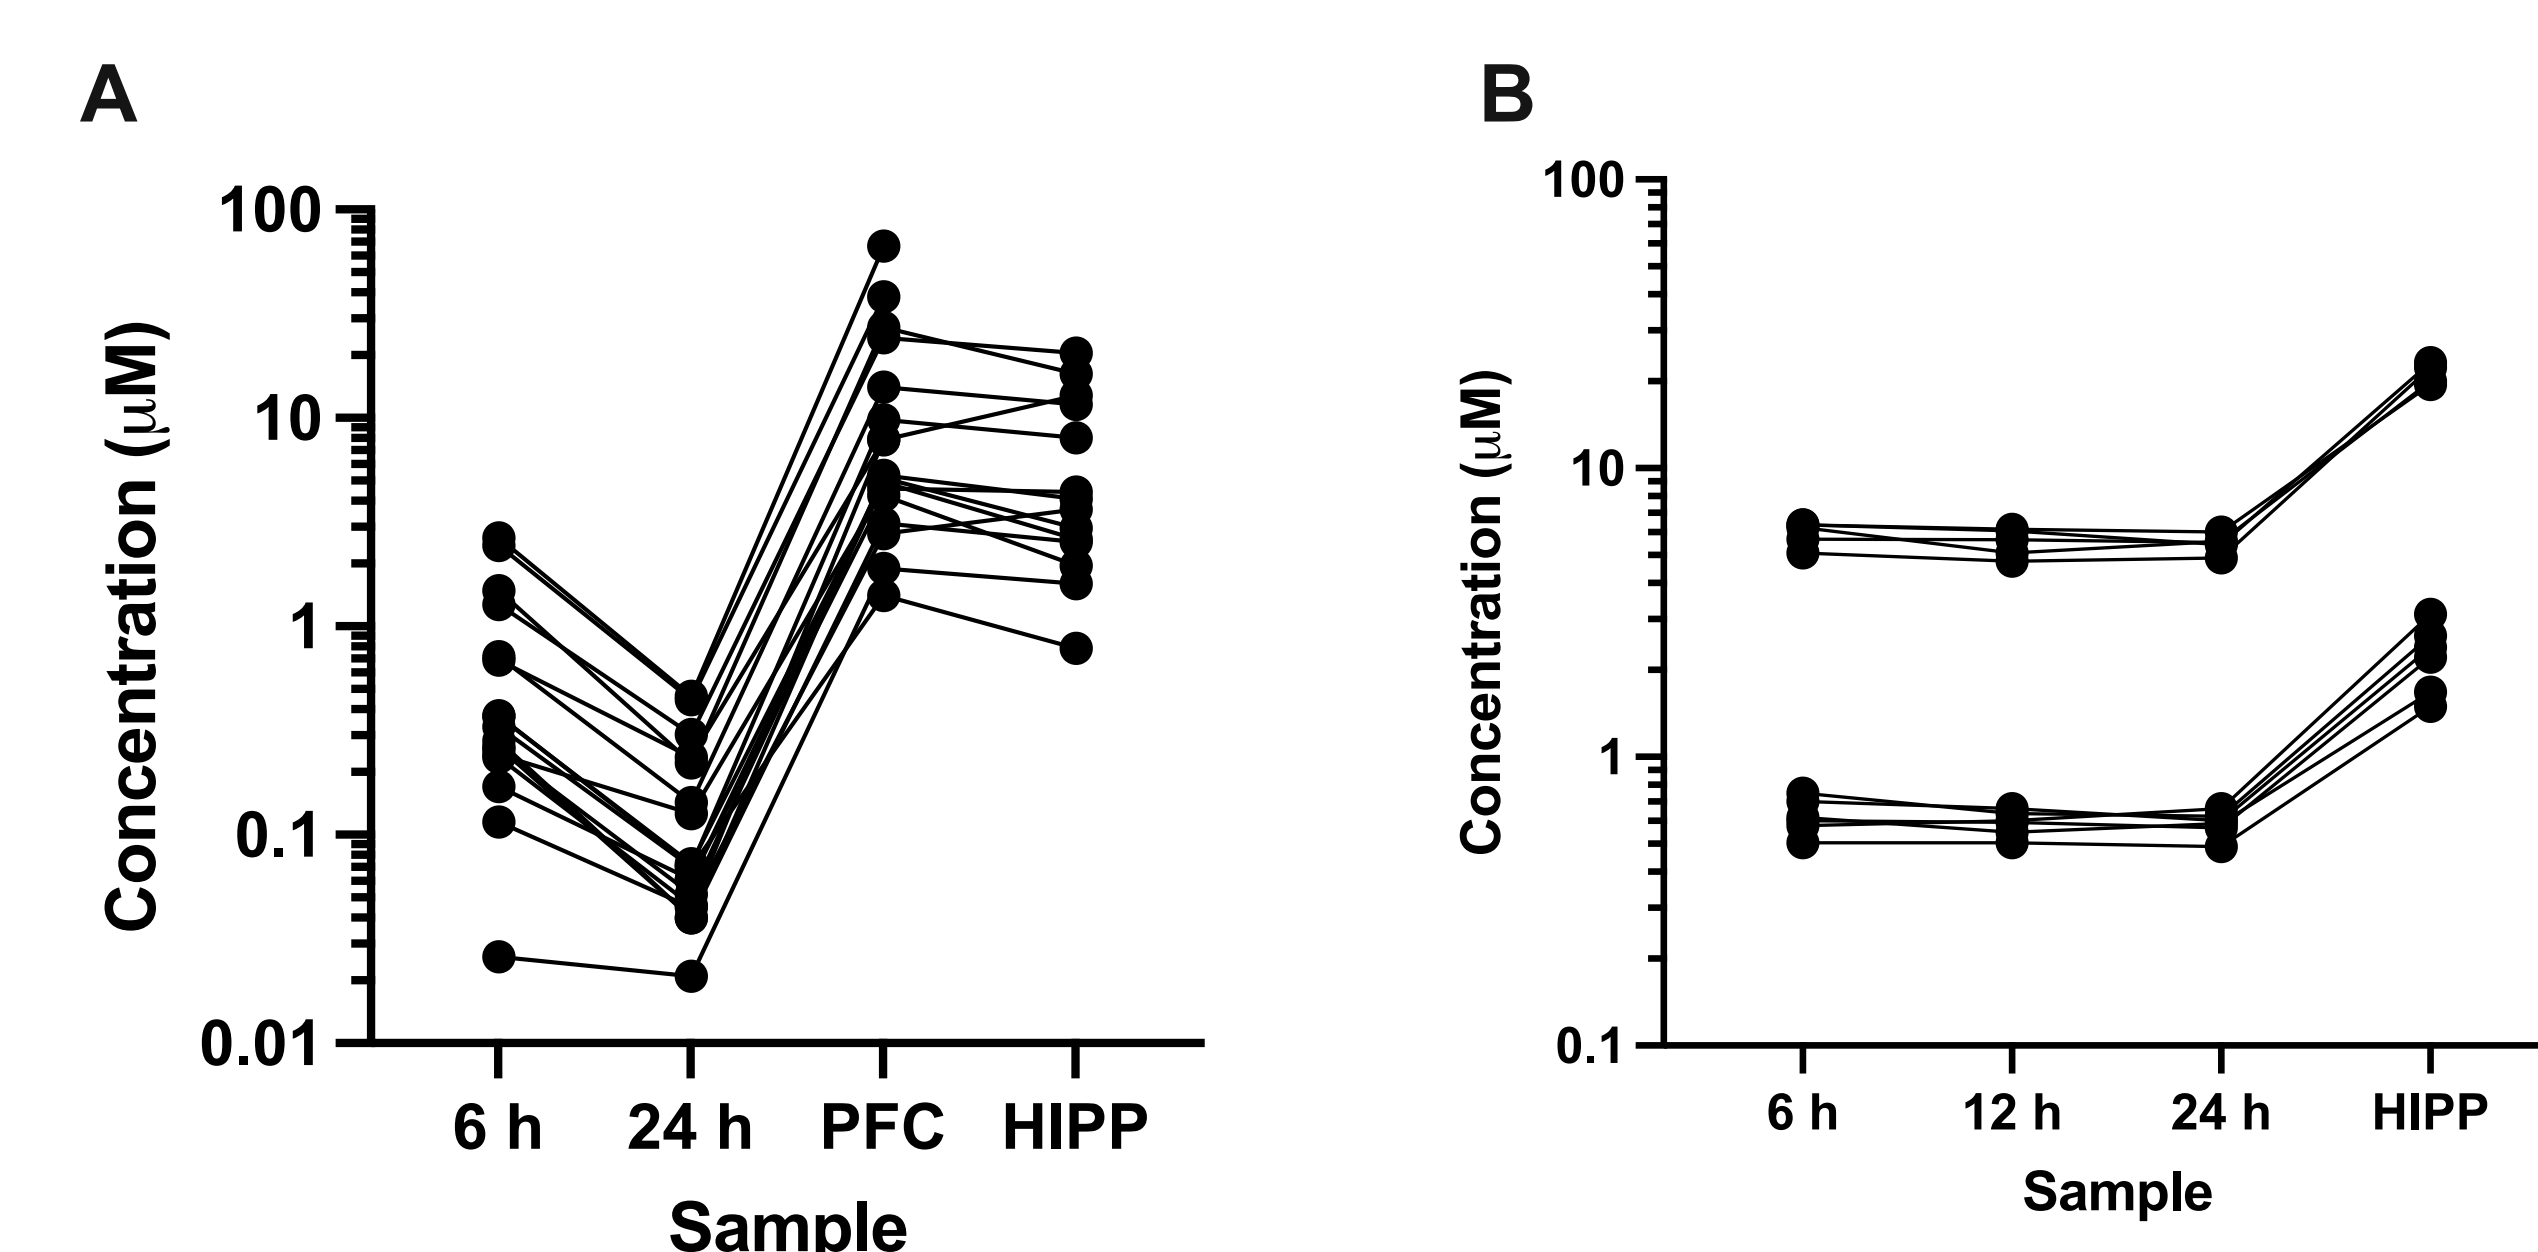 A
100
10
1
0.1
0.01
Concentration (μM)
6 h 24 h PFC HIPP
Sample
B
100
10
1
0.1
Concentration (μM)
6 h 12 h 24 h HIPP
Sample